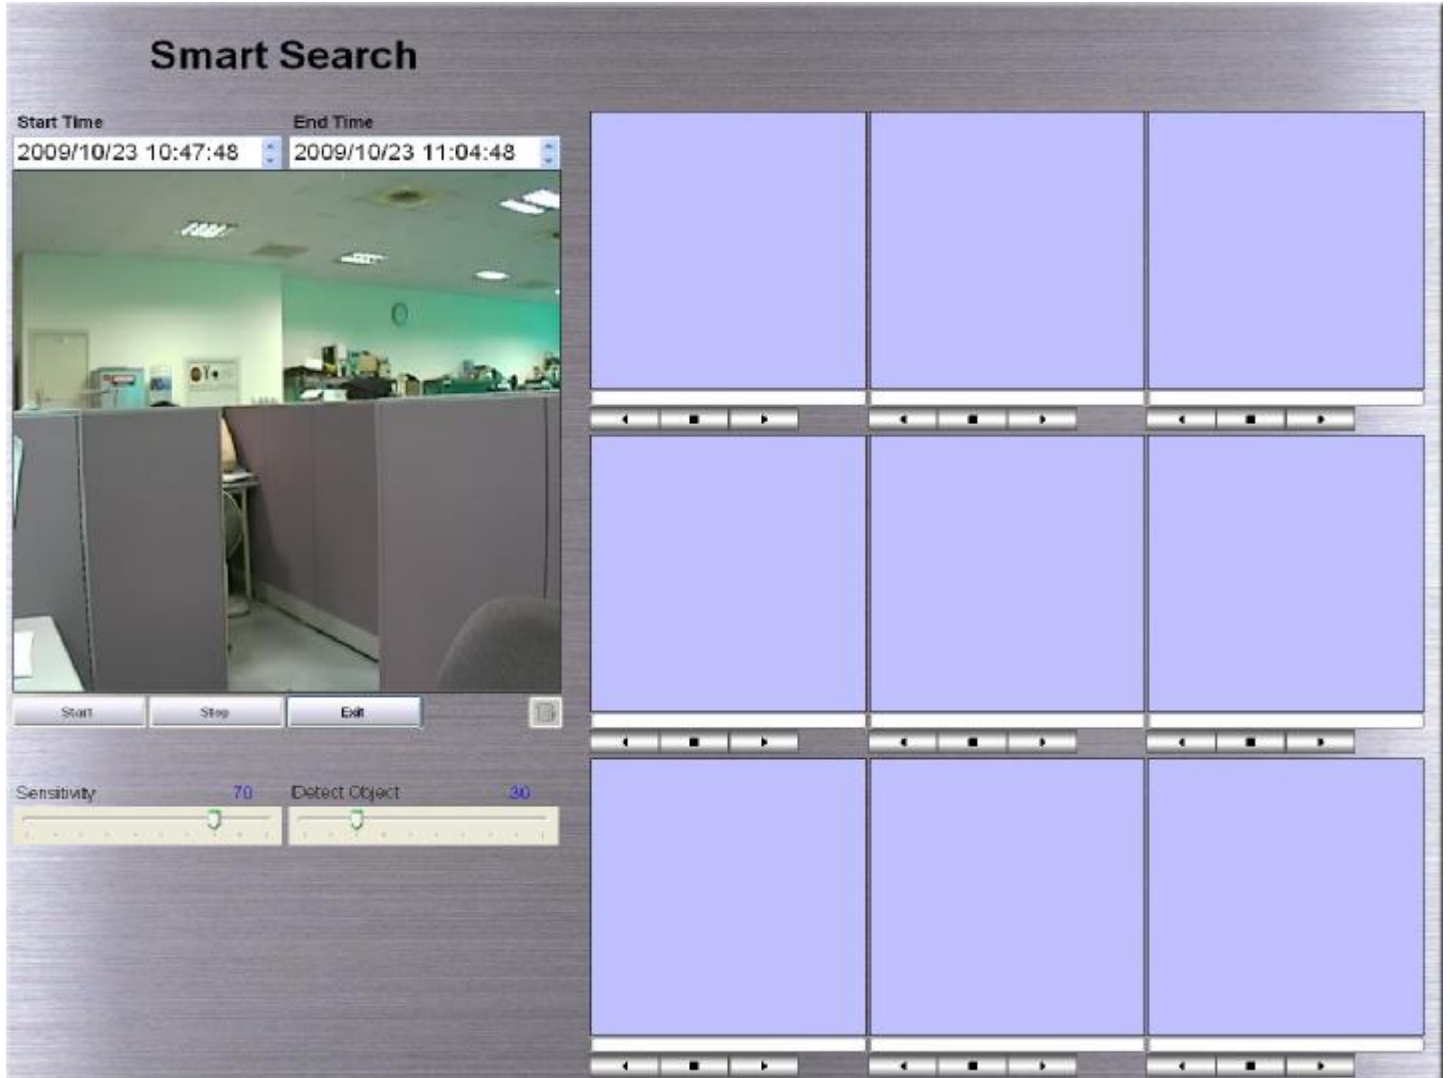 Smart Search
Start Time End Time
2009/10/23 10:47:48 2009/10/23 11:04:48
Start Stop Exit
Sensitivity 70 Detect Object 30